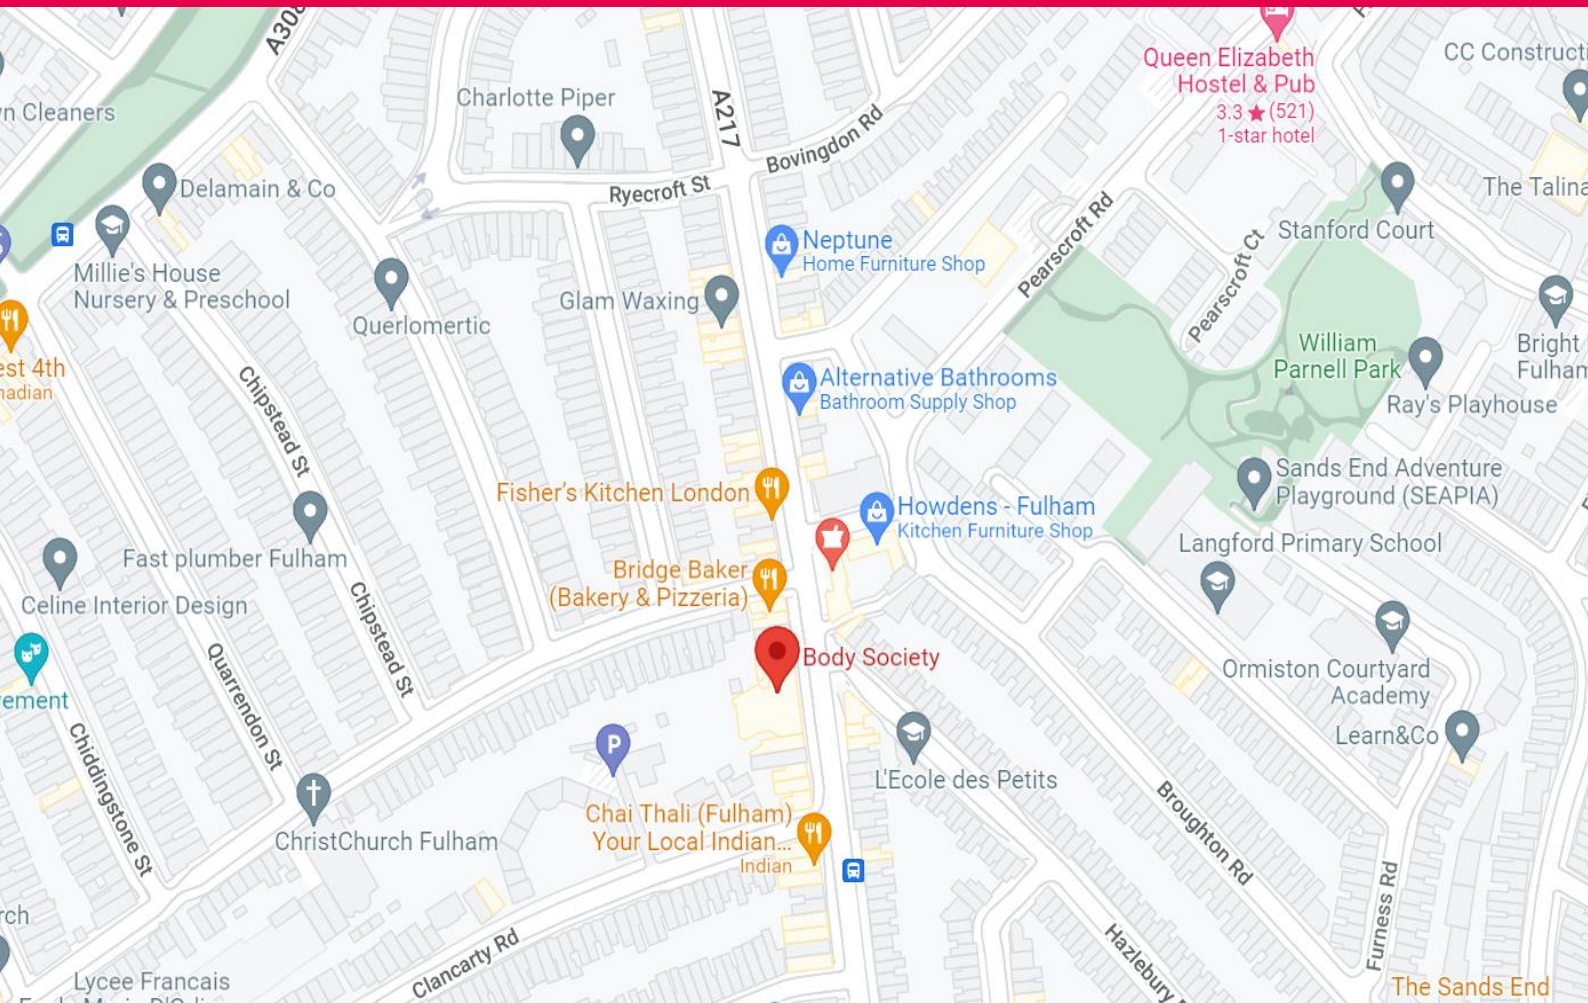 A308
Queen Elizabeth
Hostel & Pub
3.3 ★ (521)
1-star hotel
CC Constructi
n Cleaners
Charlotte Piper
A217
Bovingdon Rd
Delamain & Co
Ryecroft St
The Talina
Stanford Court
Pearscroft Rd
Pearscroft Ct
Neptune
Home Furniture Shop
Millie's House
Nursery & Preschool
Glam Waxing
Querlomertic
William
Parnell Park
Bright
Fulham
est 4th
nadian
Chipstead St
Alternative Bathrooms
Bathroom Supply Shop
Ray's Playhouse
Sands End Adventure
Playground (SEAPIA)
Fisher's Kitchen London
Howdens - Fulham
Kitchen Furniture Shop
Langford Primary School
Fast plumber Fulham
Bridge Baker
(Bakery & Pizzeria)
Celine Interior Design
Chipstead St
Body Society
Ormiston Courtyard
Academy
Quarrendon St
ement
Learn&Co
P
L'Ecole des Petits
Chiddingstone St
Chai Thali (Fulham)
Your Local Indian...
Indian
ChristChurch Fulham
Broughton Rd
Furness Rd
rch
Clancarty Rd
Hazlebury
Lycee Francais
The Sands End